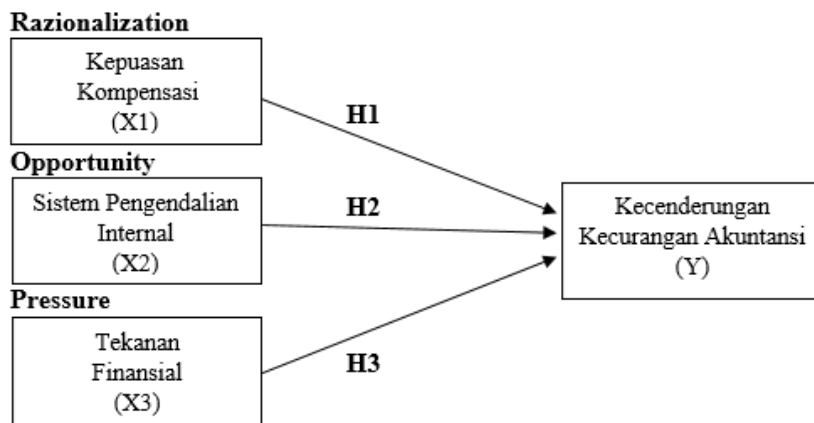 Razionalization
Kepuasan
Kompensasi
(X1)
H1
Opportunity
Sistem Pengendalian
Internal
(X2)
H2
Kecenderungan
Kecurangan Akuntansi
(Y)
Pressure
Tekanan
Finansial
(X3)
H3